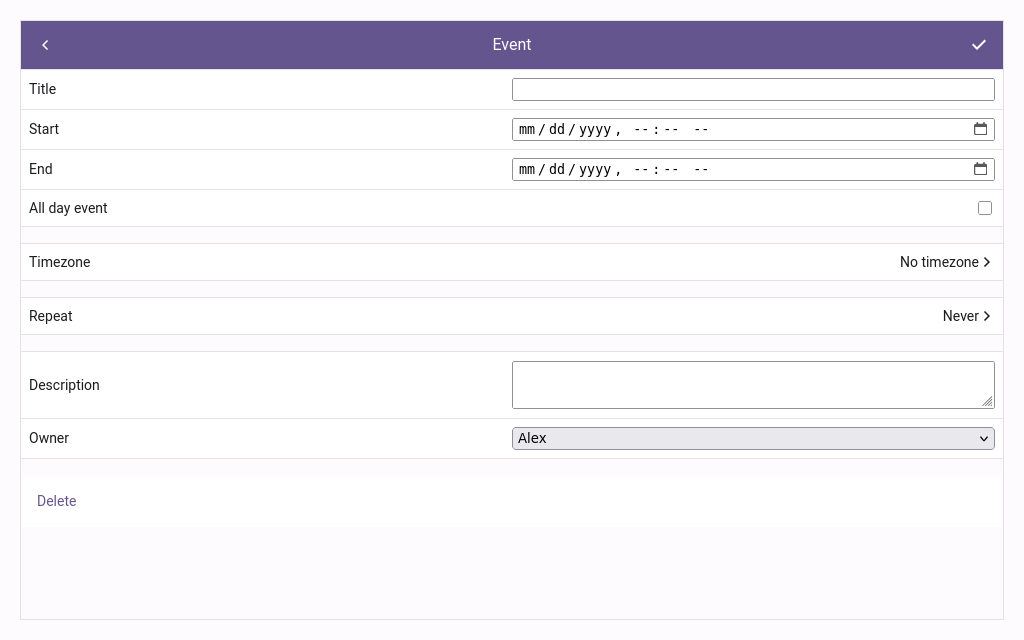 Event
Title
Start mm/dd/yyyy, --:-- --
End mm/dd/yyyy, --:-- --
All day event
Timezone No timezone
Repeat Never
Description
Owner Alex
Delete